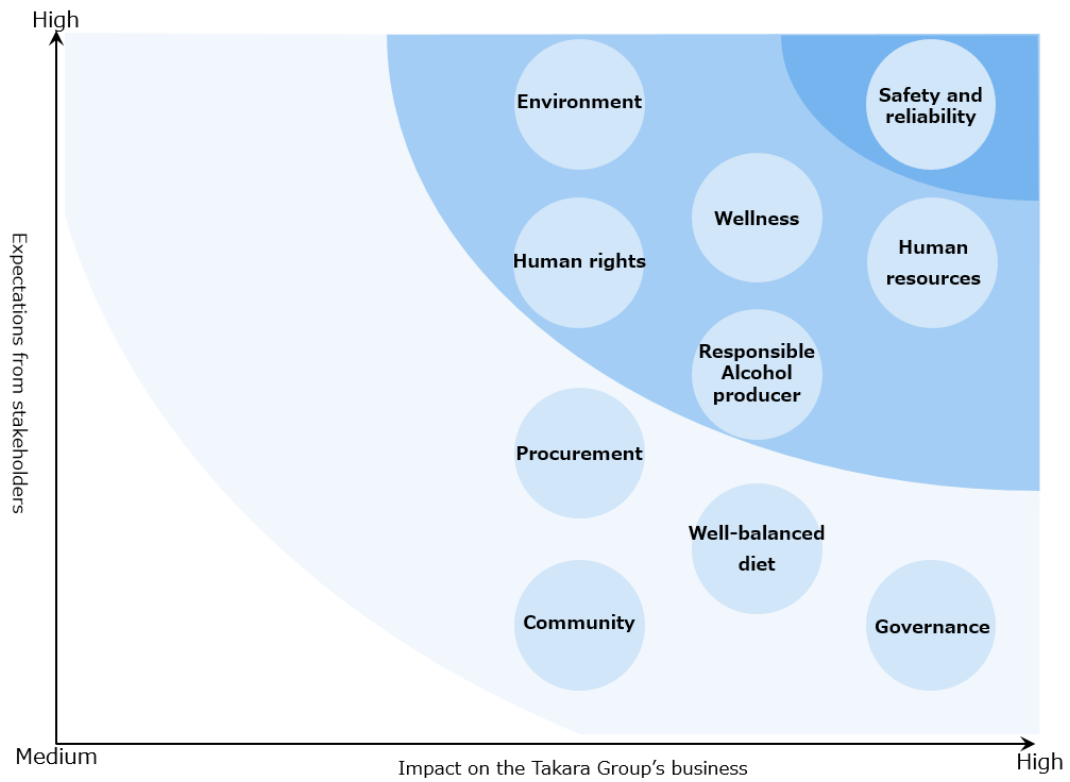 High
Environment
Safety and
reliability
Wellness
Human rights
Human
resources
Responsible
Alcohol
producer
Procurement
Well-balanced
diet
Community
Governance
Expectations from stakeholders
Medium
Impact on the Takara Group's business
High